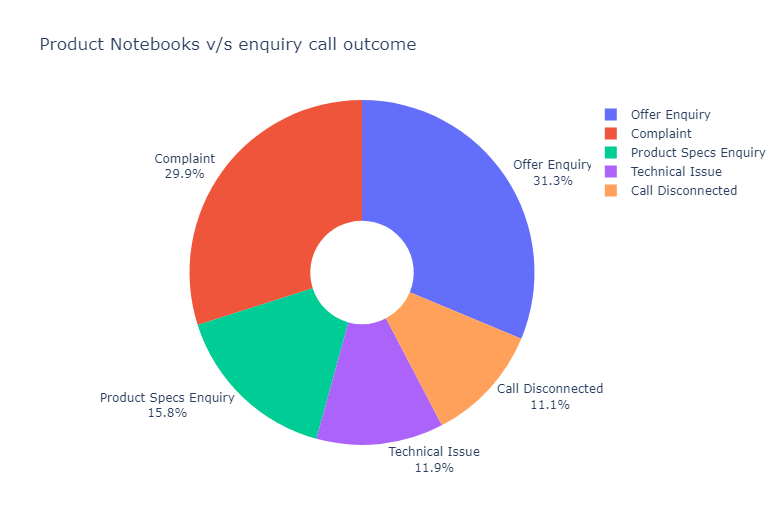 Product Notebooks v/s enquiry call outcome
Offer Enquiry
Complaint
Product Specs Enquiry
Technical Issue
Call Disconnected
Complaint
29.9%
Offer Enquiry
31.3%
Product Specs Enquiry
15.8%
Call Disconnected
11.1%
Technical Issue
11.9%